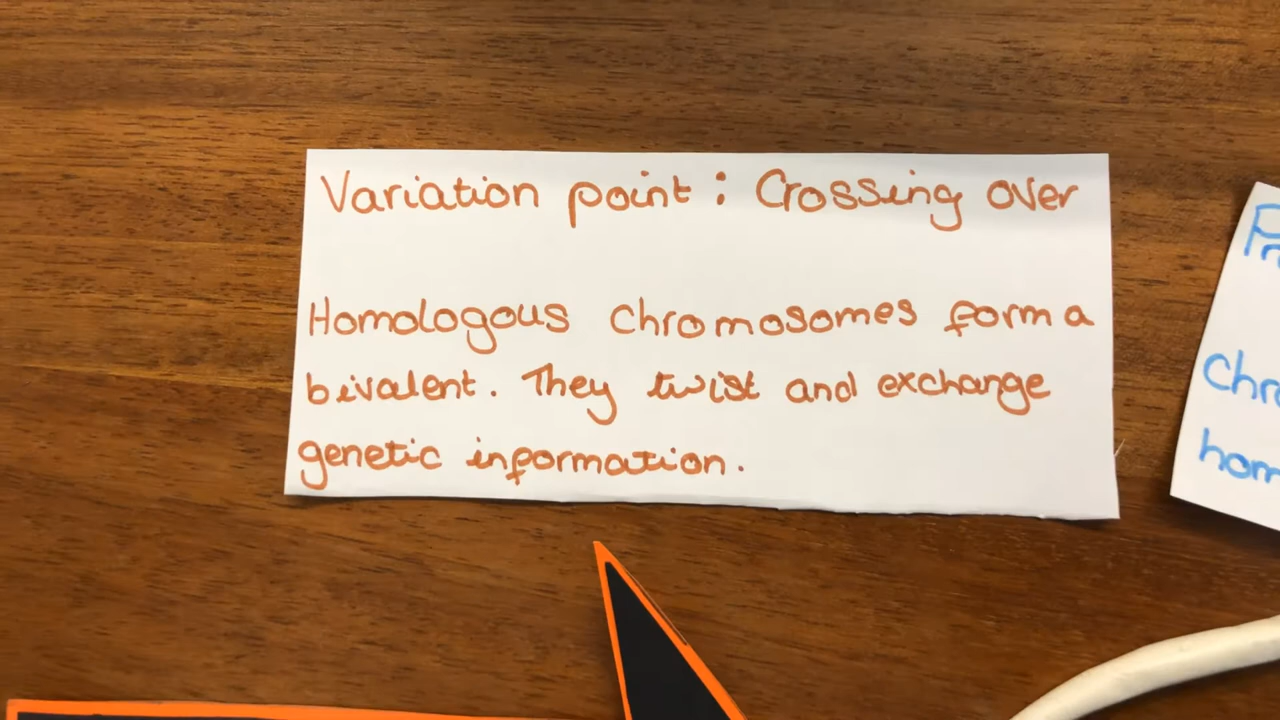 Variation point : Crossing over
Homologous chromosomes form a
bivalent. They twist and exchange
genetic information.